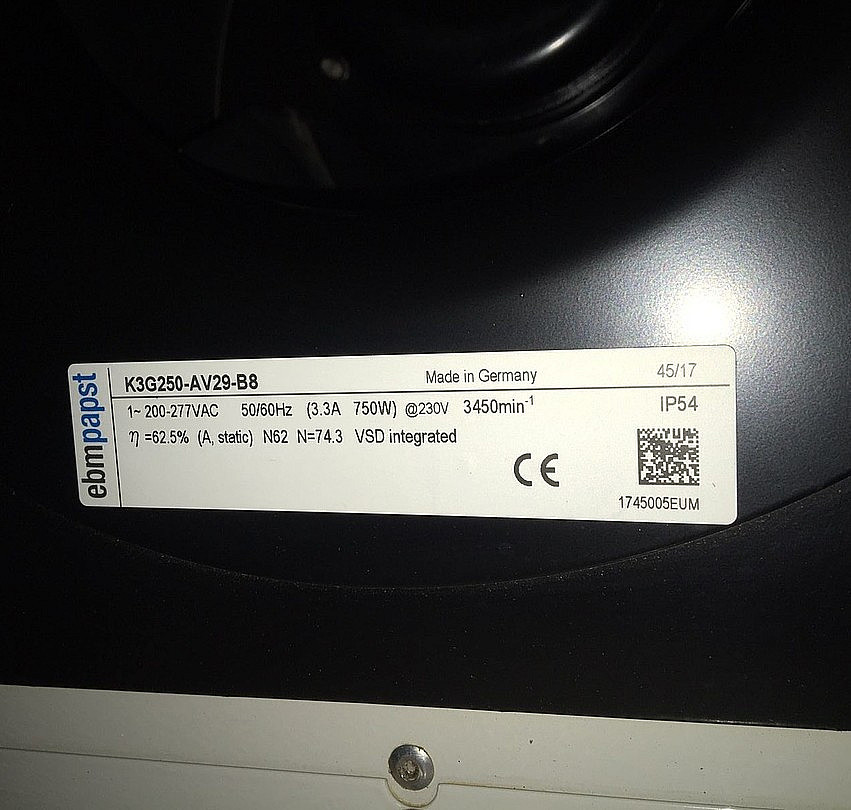 ebmpapst
K3G250-AV29-B8 Made in Germany 45/17
1~ 200-277VAC 50/60Hz (3.3A 750W) @230V 3450min-1 IP54
η =62.5% (A, static) N62 N=74.3 VSD integrated
CE
1745005EUM